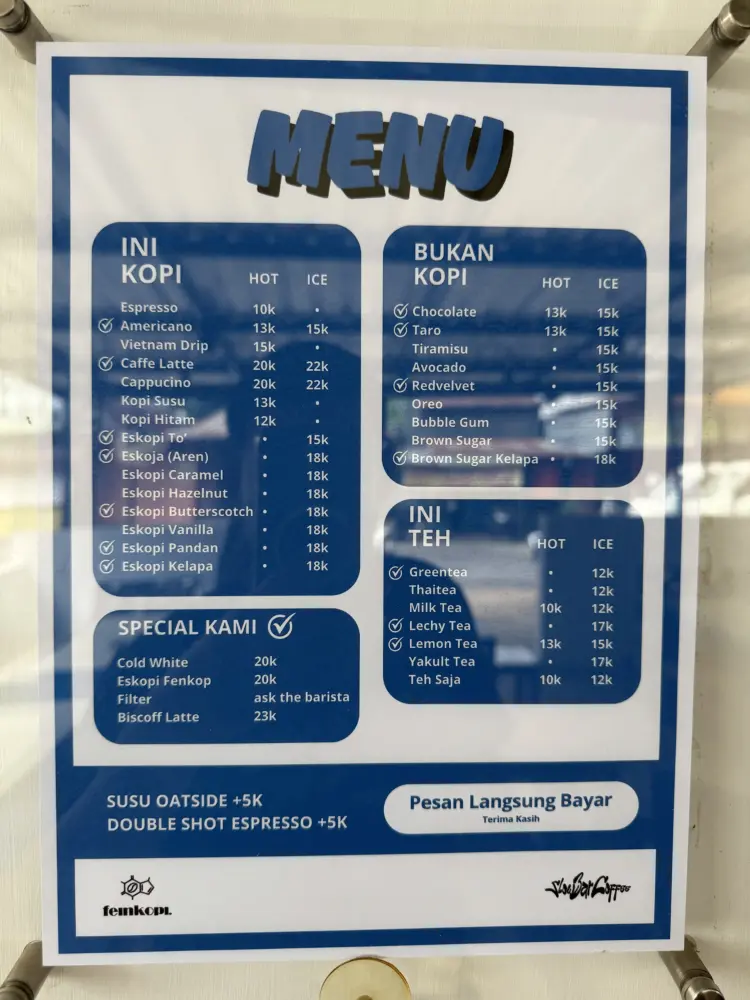 MENU
INI
KOPI HOT ICE
Espresso 10k •
Americano 13k 15k
Vietnam Drip 15k •
Caffe Latte 20k 22k
Cappucino 20k 22k
Kopi Susu 13k •
Kopi Hitam 12k •
Eskopi To' • 15k
Eskoja (Aren) • 18k
Eskopi Caramel • 18k
Eskopi Hazelnut • 18k
Eskopi Butterscotch • 18k
Eskopi Vanilla • 18k
Eskopi Pandan • 18k
Eskopi Kelapa • 18k
SPECIAL KAMI
Cold White 20k
Eskopi Fenkop 20k
Filter ask the barista
Biscoff Latte 23k
BUKAN
KOPI HOT ICE
Chocolate 13k 15k
Taro 13k 15k
Tiramisu • 15k
Avocado • 15k
Redvelvet • 15k
Oreo • 15k
Bubble Gum • 15k
Brown Sugar • 15k
Brown Sugar Kelapa • 18k
INI
TEH HOT ICE
Greentea • 12k
Thaitea • 12k
Milk Tea 10k 12k
Lechy Tea • 17k
Lemon Tea 13k 15k
Yakult Tea • 17k
Teh Saja 10k 12k
SUSU OATSIDE +5K
DOUBLE SHOT ESPRESSO +5K
Pesan Langsung Bayar
Terima Kasih
feinkopi.
SlowBar Coffee